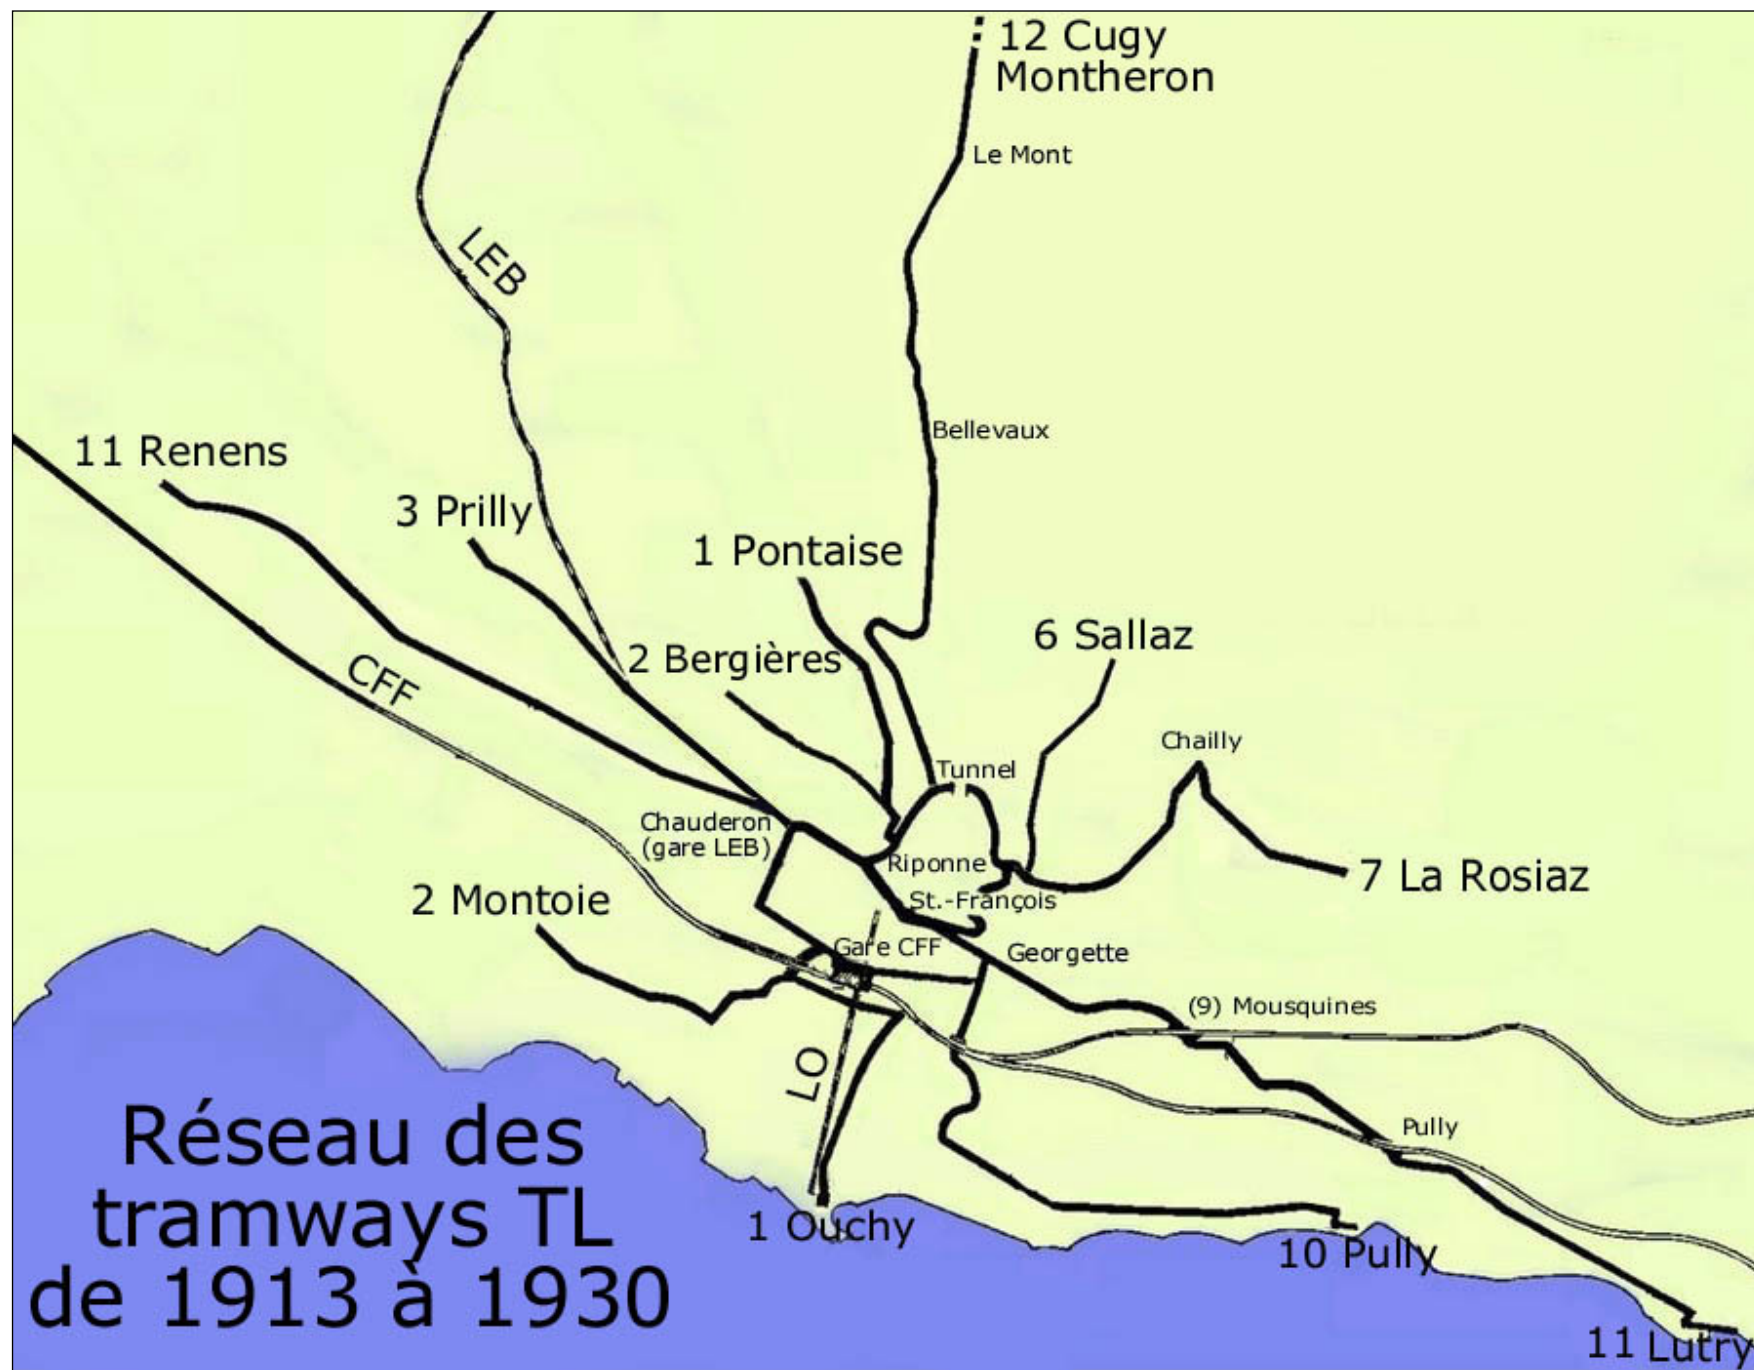 12 Cugy
Montheron
Le Mont
LEB
Bellevaux
11 Renens
3 Prilly
1 Pontaise
6 Sallaz
2 Bergières
CFF
Chailly
Tunnel
Chauderon
(gare LEB)
Riponne
7 La Rosiaz
St.-François
2 Montoie
Gare CFF
Georgette
(9) Mousquines
LO
Pully
Réseau des
tramways TL
de 1913 à 1930
1 Ouchy
10 Pully
11 Lutry